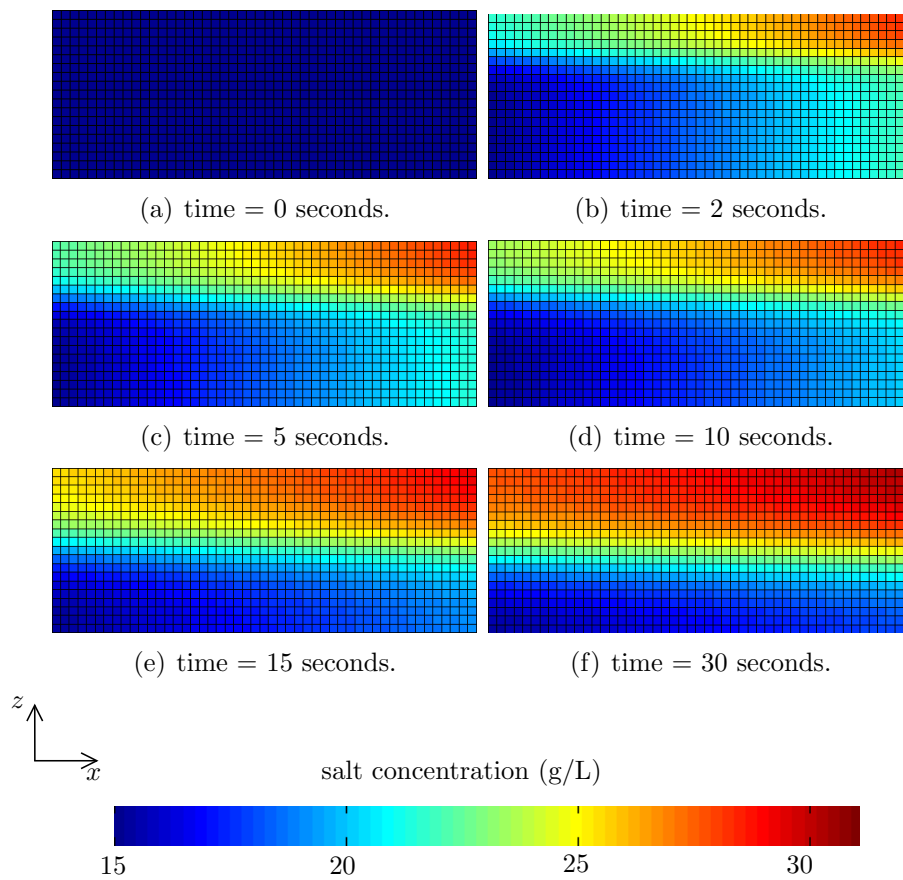 (a) time = 0 seconds.
(b) time = 2 seconds.
(c) time = 5 seconds.
(d) time = 10 seconds.
(e) time = 15 seconds.
(f) time = 30 seconds.
z
x
salt concentration (g/L)
15 20 25 30